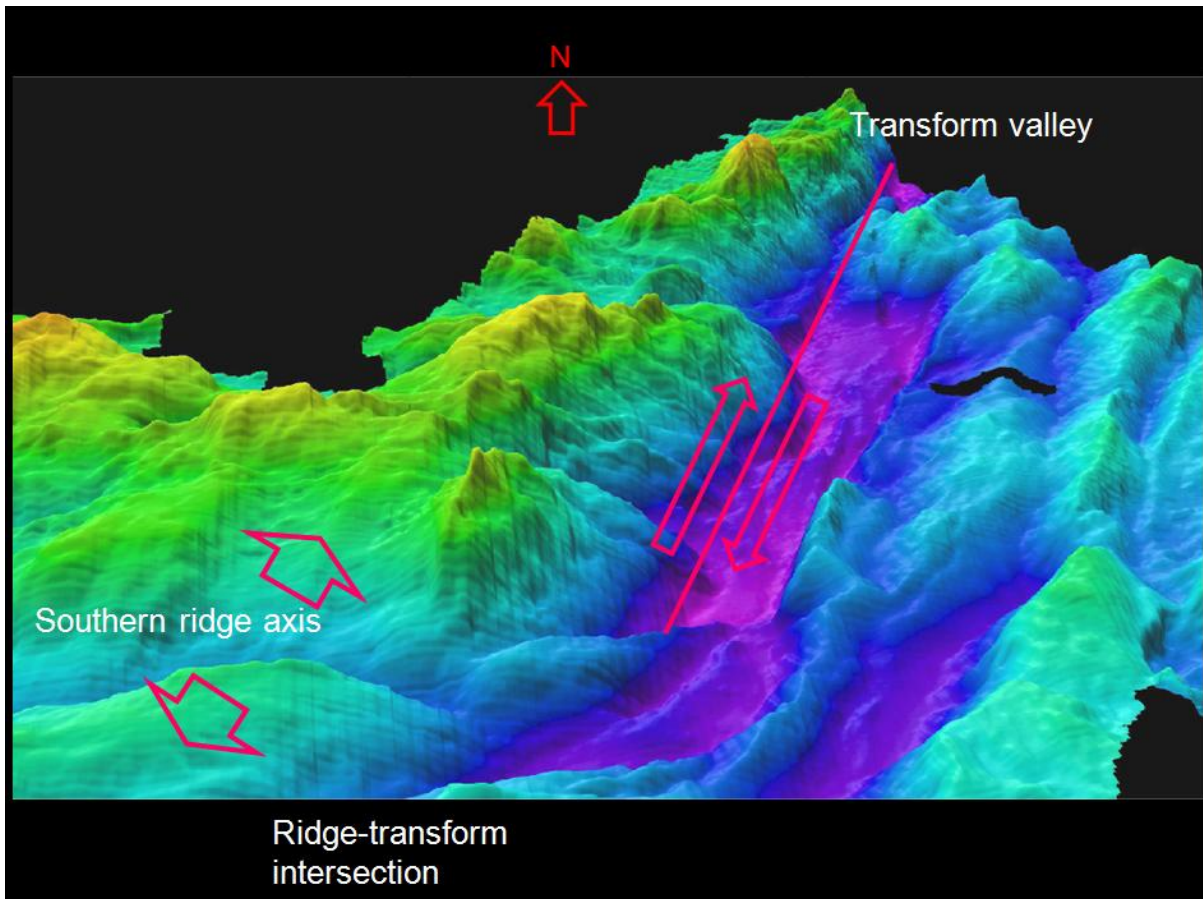 N
Transform valley
Southern ridge axis
Ridge-transform
intersection